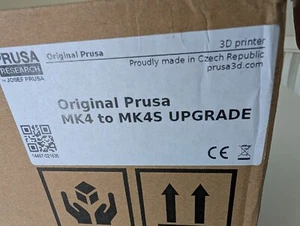 PRUSA
RESEARCH
by JOSEF PRUSA
Original Prusa
3D printer
Proudly made in Czech Republic
prusa3d.com
Original Prusa
MK4 to MK4S UPGRADE
CE